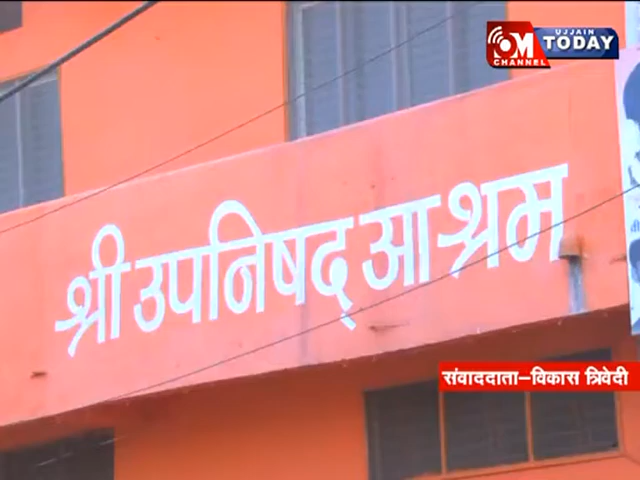 OM
CHANNEL
UJJAIN
TODAY
श्री उपनिषद् आश्रम
संवाददाता-विकास त्रिवेदी